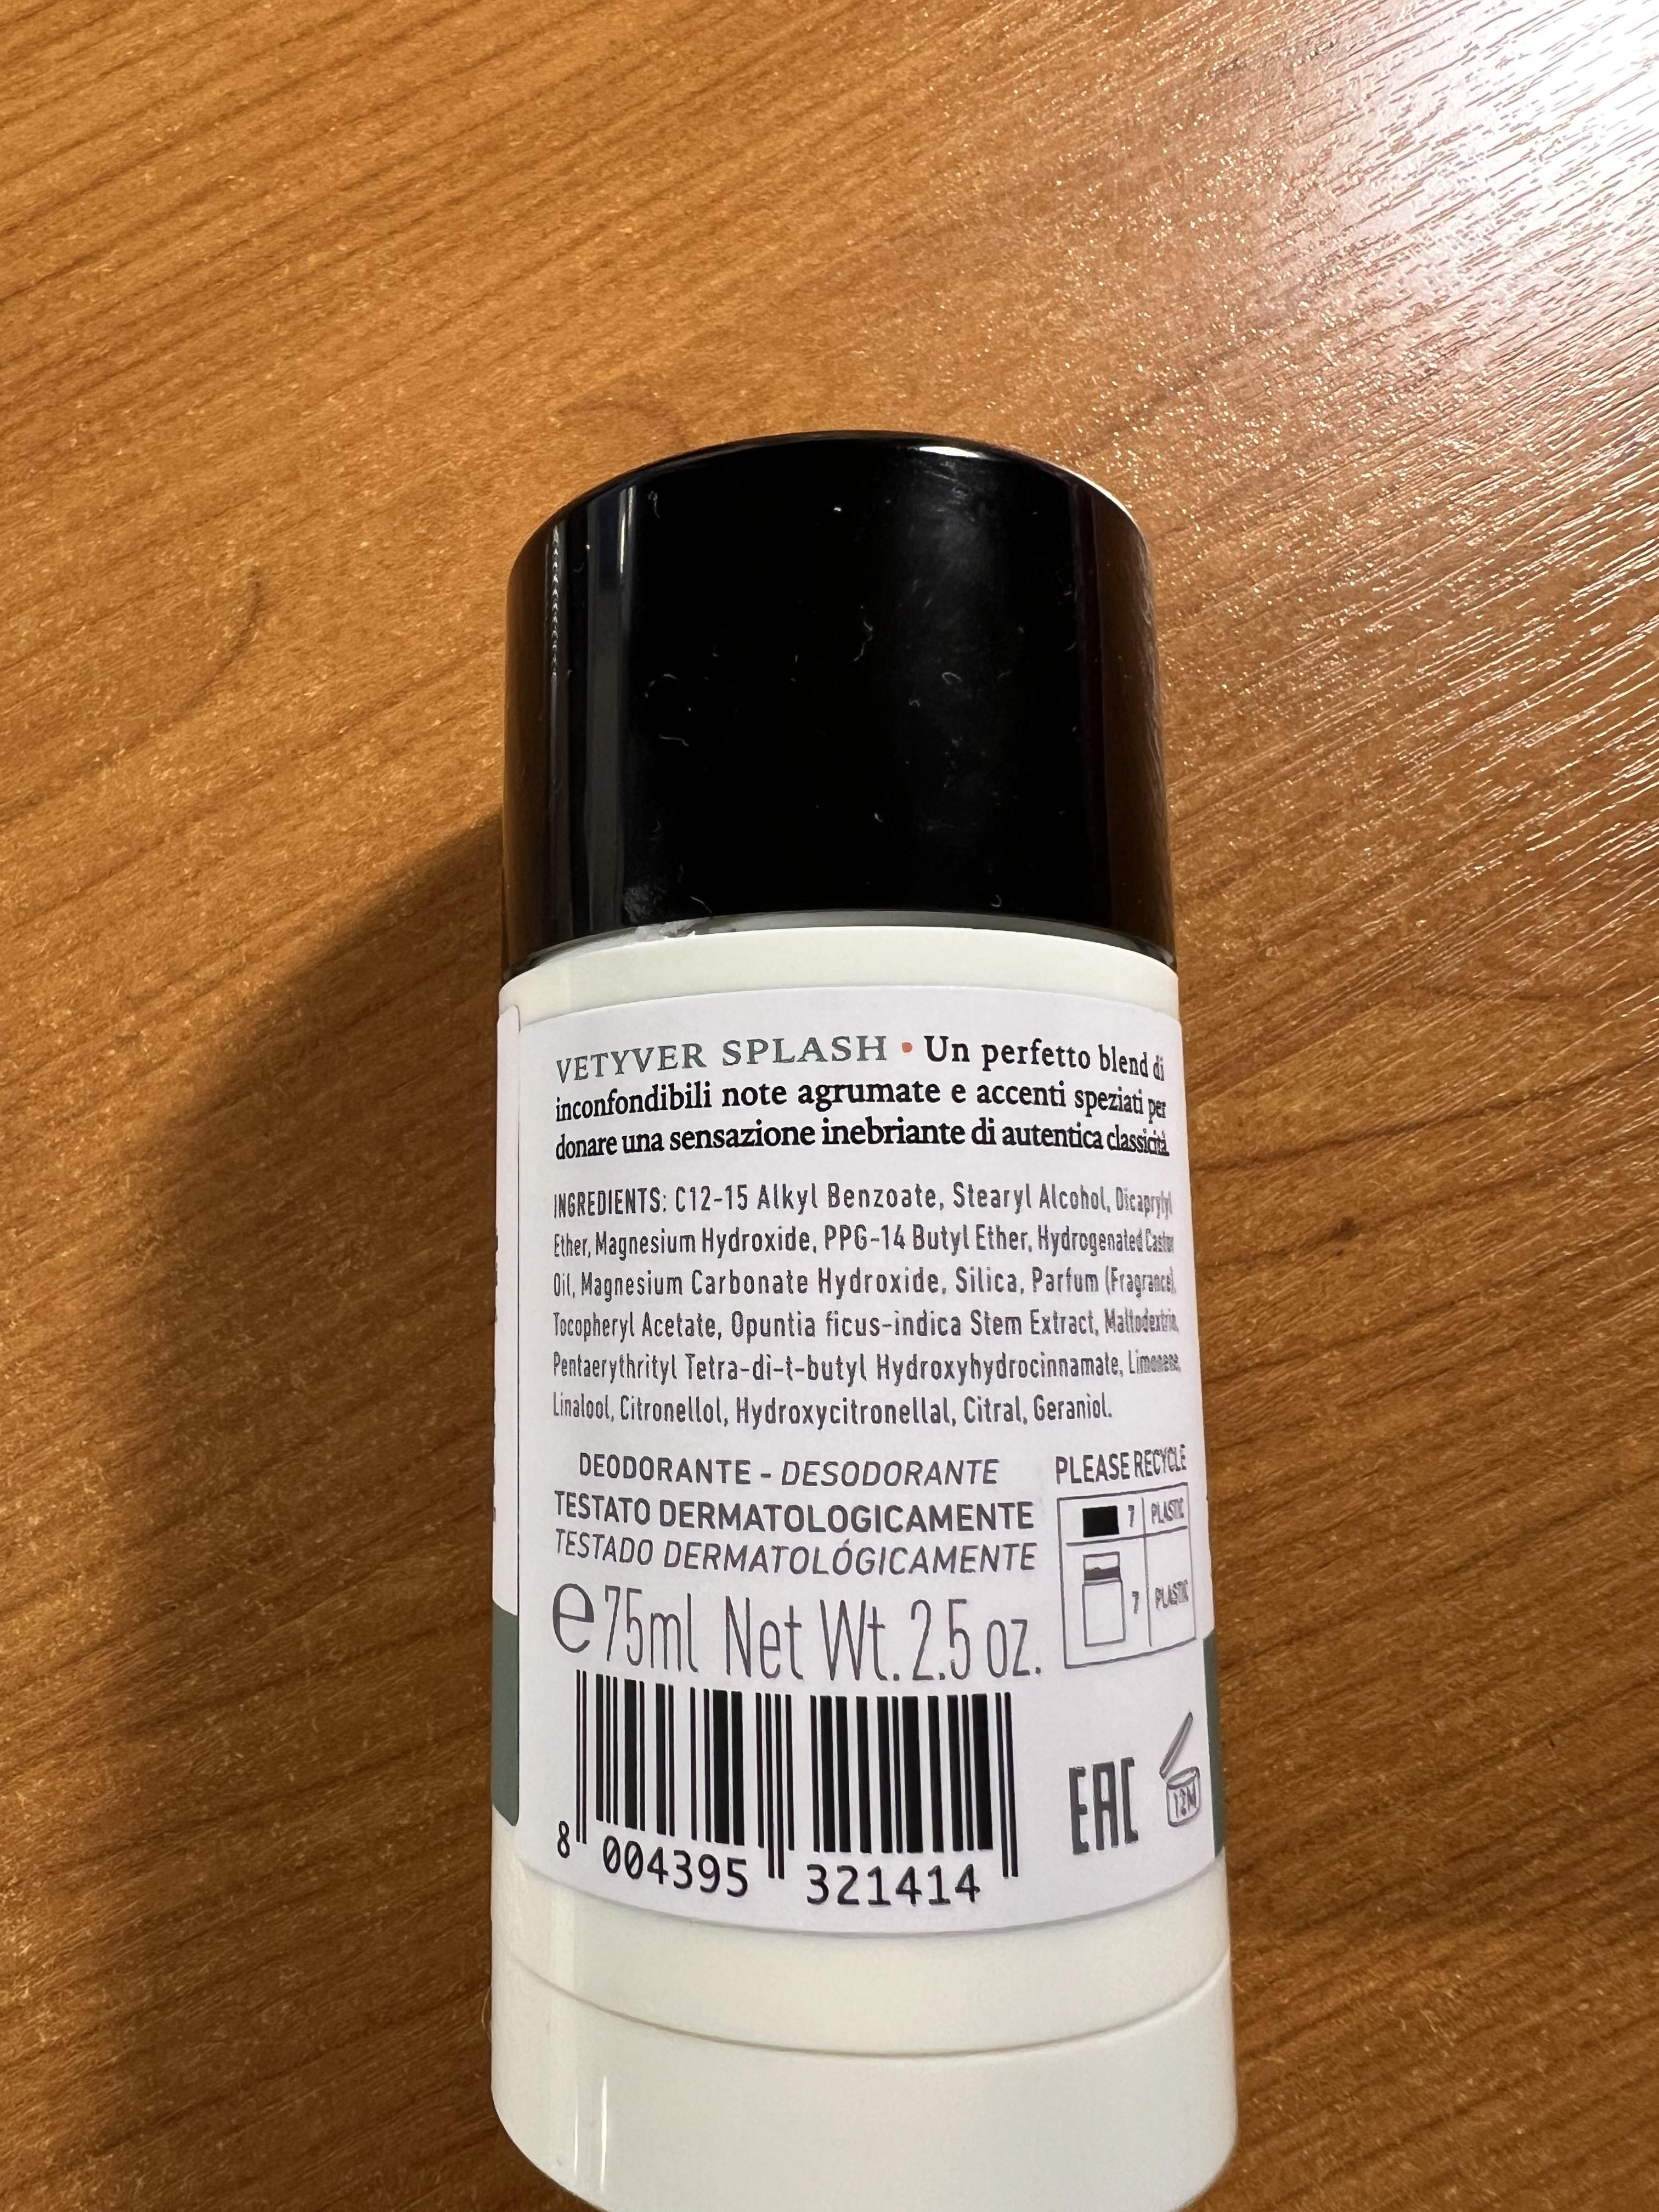 VETYVER SPLASH • Un perfetto blend di
inconfondibili note agrumate e accenti speziati per
donare una sensazione inebriante di autentica classicità.
INGREDIENTS: C12-15 Alkyl Benzoate, Stearyl Alcohol, Dicaprylyl
Ether, Magnesium Hydroxide, PPG-14 Butyl Ether, Hydrogenated Castor
Oil, Magnesium Carbonate Hydroxide, Silica, Parfum (Fragrance),
Tocopheryl Acetate, Opuntia ficus-indica Stem Extract, Maltodextrin,
Pentaerythrityl Tetra-di-t-butyl Hydroxyhydrocinnamate, Limonene,
Linalool, Citronellol, Hydroxycitronellal, Citral, Geraniol.
DEODORANTE - DESODORANTE
TESTATO DERMATOLOGICAMENTE
TESTADO DERMATOLÓGICAMENTE
PLEASE RECYCLE
7 PLASTIC
7 PLASTIC
e 75ml Net Wt. 2.5 oz.
8 004395 321414
EAC
12M